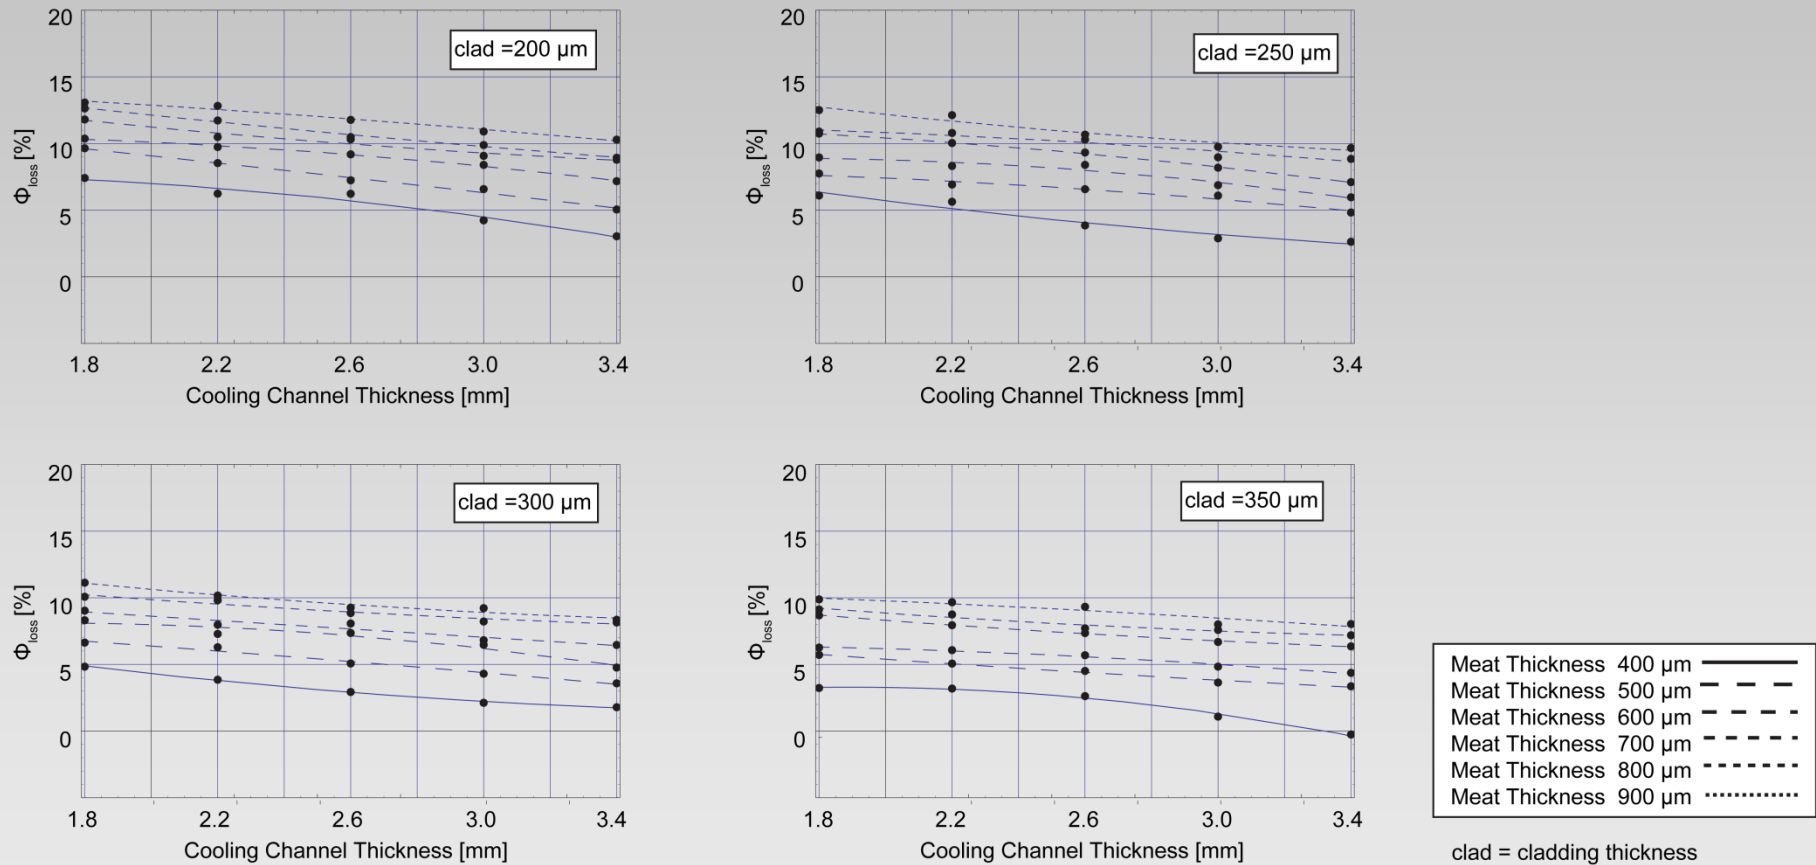 20
15
10
5
0
Φloss [%]
clad =200 µm
1.8 2.2 2.6 3.0 3.4
Cooling Channel Thickness [mm]
20
15
10
5
0
Φloss [%]
clad =250 µm
1.8 2.2 2.6 3.0 3.4
Cooling Channel Thickness [mm]
20
15
10
5
0
Φloss [%]
clad =300 µm
1.8 2.2 2.6 3.0 3.4
Cooling Channel Thickness [mm]
20
15
10
5
0
Φloss [%]
clad =350 µm
1.8 2.2 2.6 3.0 3.4
Cooling Channel Thickness [mm]
Meat Thickness 400 µm
Meat Thickness 500 µm
Meat Thickness 600 µm
Meat Thickness 700 µm
Meat Thickness 800 µm
Meat Thickness 900 µm
clad = cladding thickness